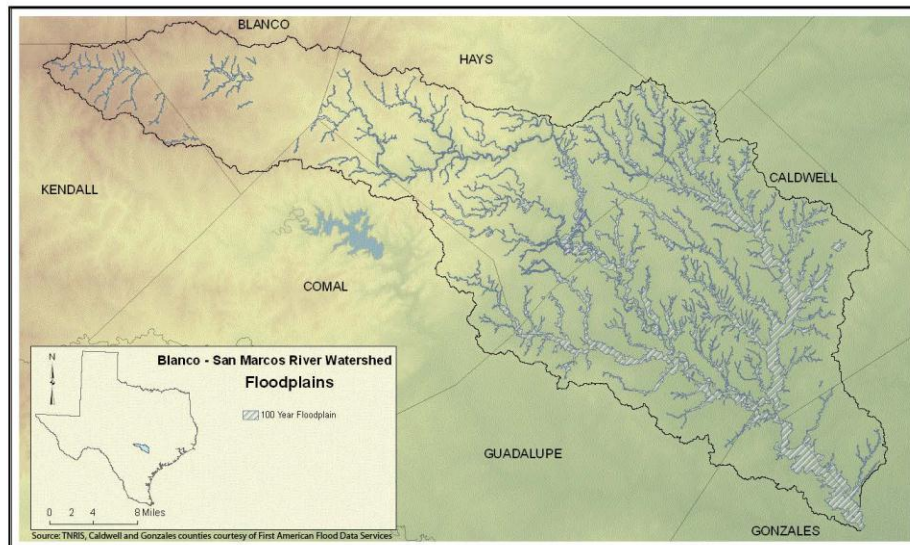 BLANCO
HAYS
KENDALL
CALDWELL
COMAL
GUADALUPE
GONZALES
Blanco - San Marcos River Watershed
Floodplains
100 Year Floodplain
N
0 2 4 8 Miles
Source: TNRIS, Caldwell and Gonzales counties courtesy of First American Flood Data Services